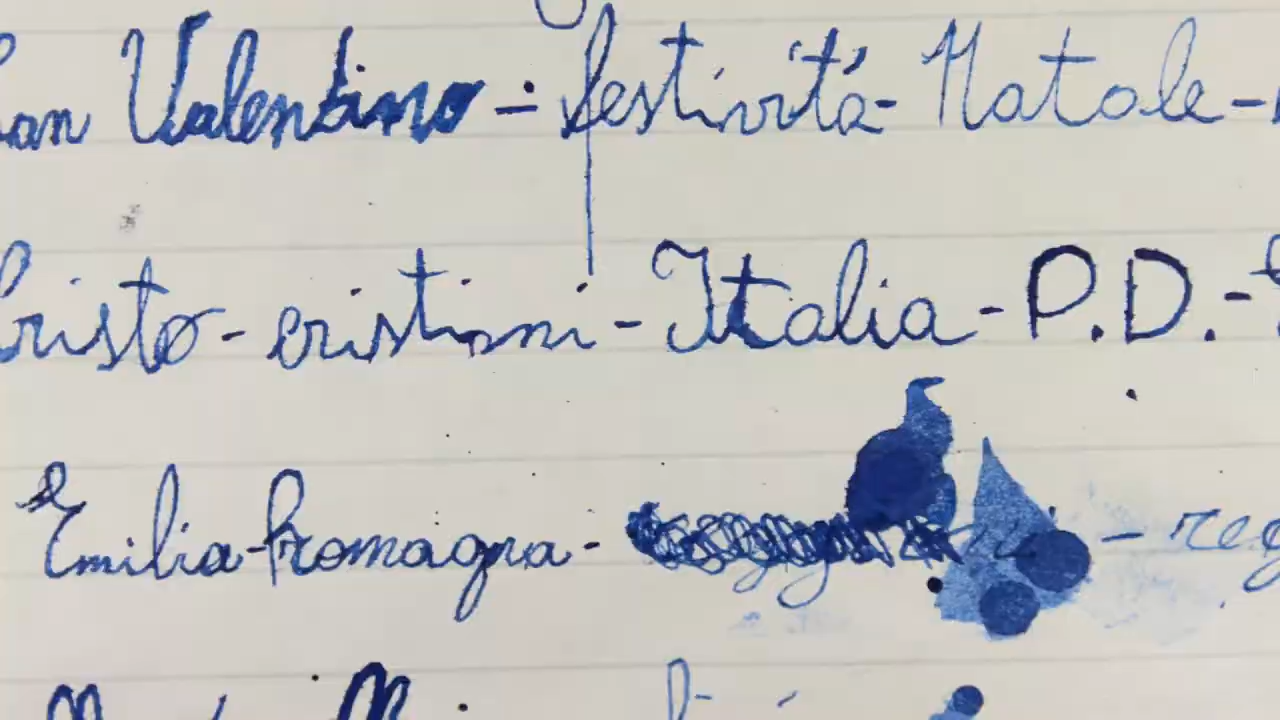 San Valentino - festività - Natale -
Cristo - cristiani - Italia - P.D. -
Emilia-Romagna - - reg